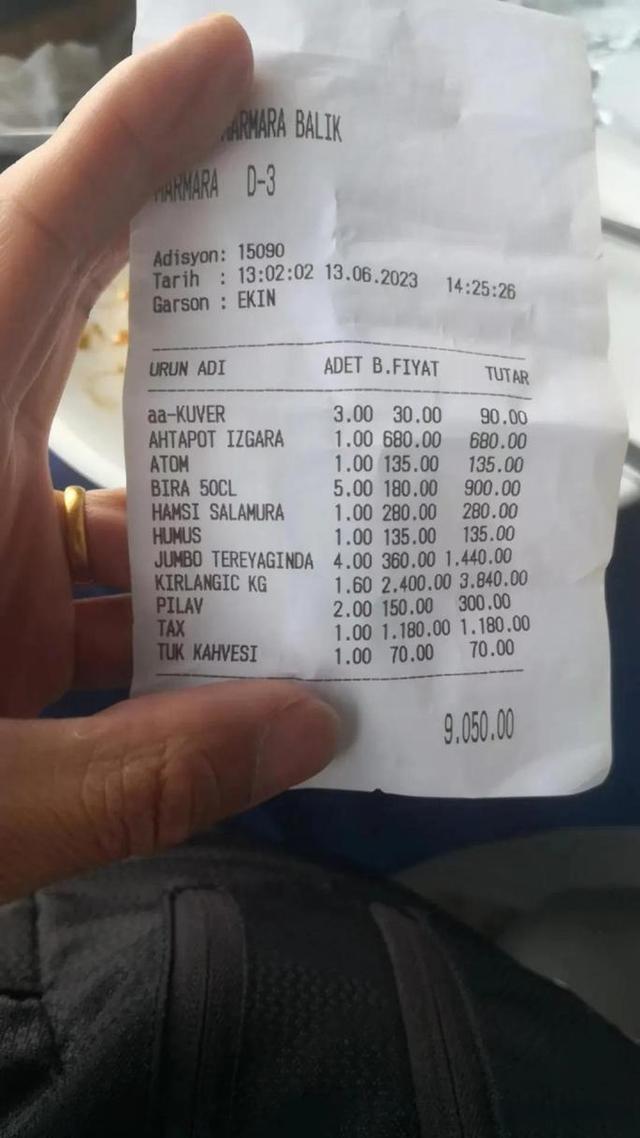 MARMARA BALIK
MARMARA D-3
Adisyon: 15090
Tarih : 13:02:02 13.06.2023 14:25:26
Garson : EKIN
URUN ADI ADET B.FIYAT TUTAR
aa-KUVER 3.00 30.00 90.00
AHTAPOT IZGARA 1.00 680.00 680.00
ATOM 1.00 135.00 135.00
BIRA 50CL 5.00 180.00 900.00
HAMSI SALAMURA 1.00 280.00 280.00
HUMUS 1.00 135.00 135.00
JUMBO TEREYAGINDA 4.00 360.00 1.440.00
KIRLANGIC KG 1.60 2.400.00 3.840.00
PILAV 2.00 150.00 300.00
TAX 1.00 1.180.00 1.180.00
TUK KAHVESI 1.00 70.00 70.00
9.050.00